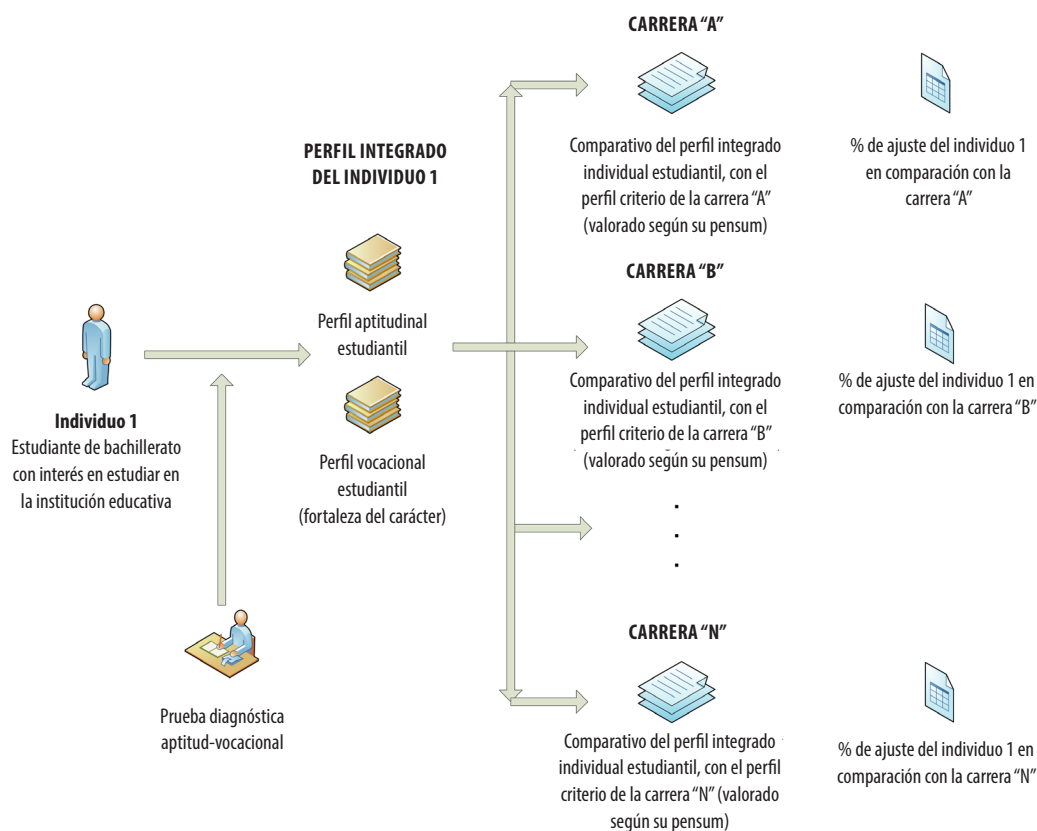 CARRERA “A”
Comparativo del perfil integrado
individual estudiantil, con el
perfil criterio de la carrera “A”
(valorado según su pensum)
% de ajuste del individuo 1
en comparación con la
carrera “A”
PERFIL INTEGRADO
DEL INDIVIDUO 1
Perfil aptitudinal
estudiantil
Perfil vocacional
estudiantil
(fortaleza del carácter)
Individuo 1
Estudiante de bachillerato
con interés en estudiar en
la institución educativa
Prueba diagnóstica
aptitud-vocacional
CARRERA “B”
Comparativo del perfil integrado
individual estudiantil, con el
perfil criterio de la carrera “B”
(valorado según su pensum)
% de ajuste del individuo 1 en
comparación con la carrera “B”
.
.
.
CARRERA “N”
Comparativo del perfil integrado
individual estudiantil, con el perfil
criterio de la carrera “N” (valorado
según su pensum)
% de ajuste del individuo 1 en
comparación con la carrera “N”